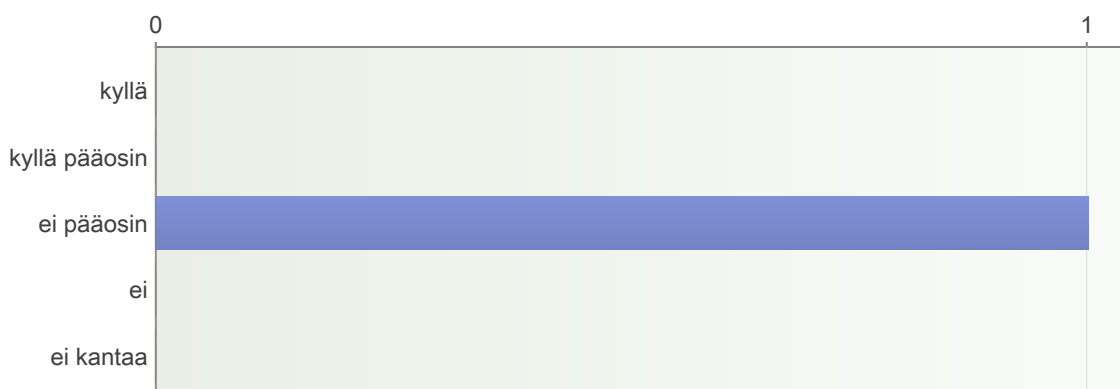 0 1
kyllä
kyllä pääosin
ei pääosin
ei
ei kantaa